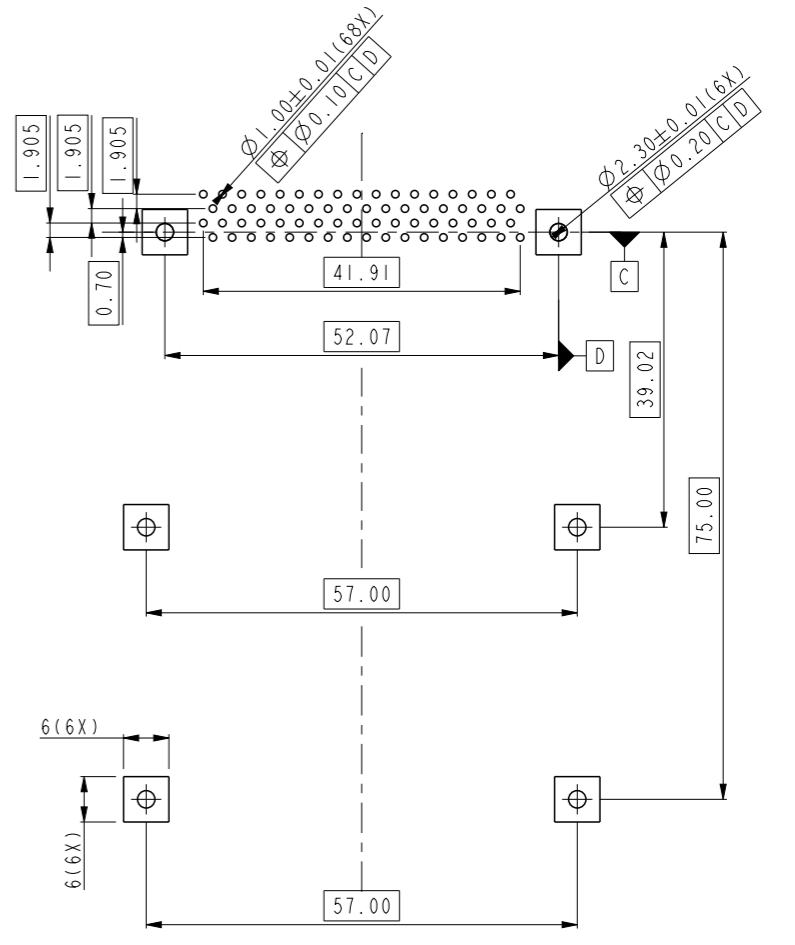 Ø1.00±0.01(68X)
⌖ Ø0.10 C D
Ø2.30±0.01(6X)
⌖ Ø0.20 C D
1.905
1.905
1.905
0.70
41.91
C
52.07
D
39.02
75.00
57.00
6(6X)
6(6X)
57.00